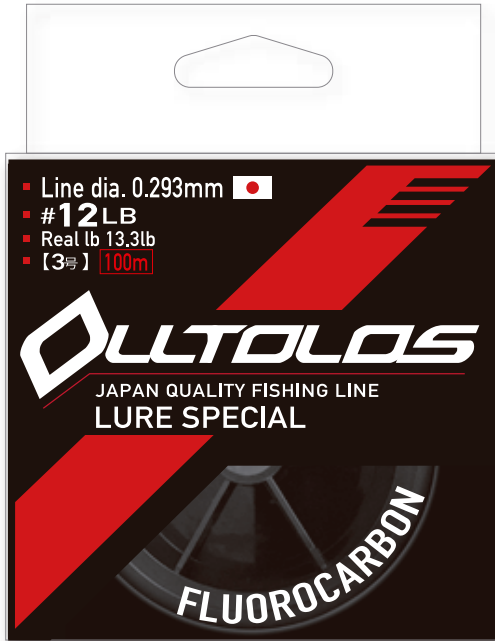 Line dia. 0.293mm
#12LB
Real lb 13.3lb
【3号】 100m
OLLTOLOS
JAPAN QUALITY FISHING LINE
LURE SPECIAL
FLUOROCARBON